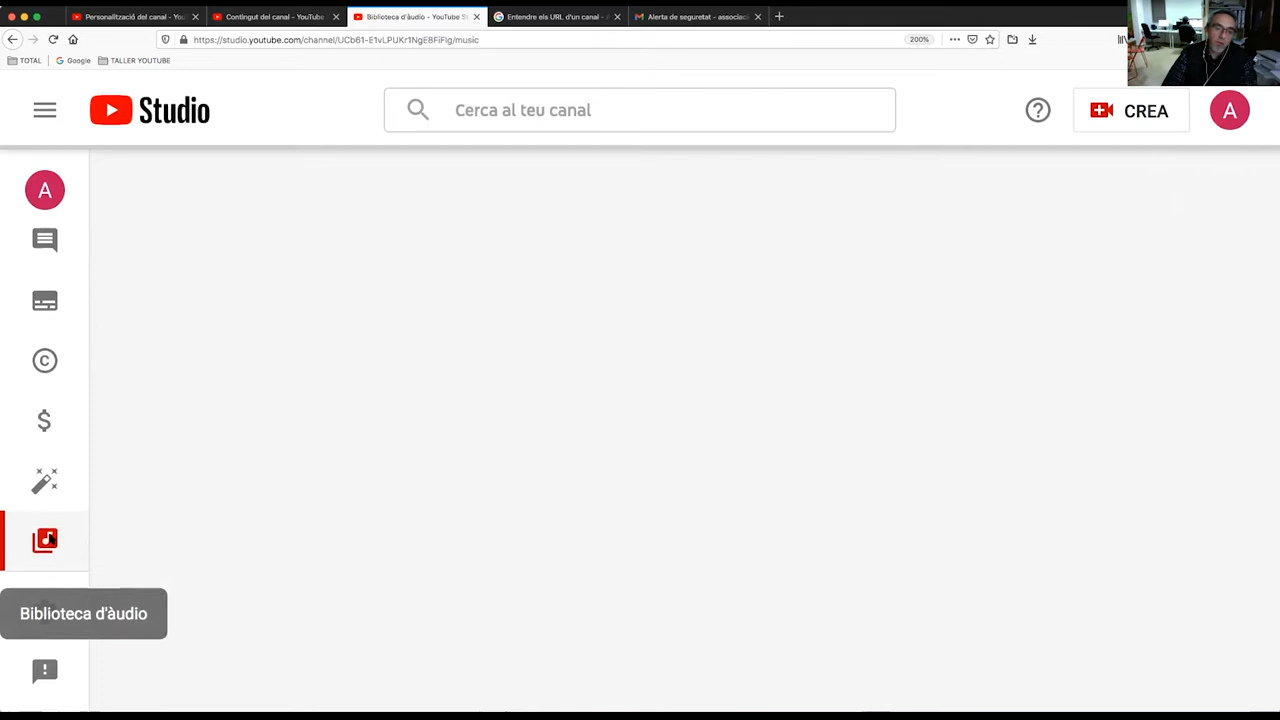 Personalització del canal - You
Contingut del canal - YouTube
Biblioteca d'àudio - YouTube S
Entendre els URL d'un canal - A
Alerta de seguretat - associac
https://studio.youtube.com/channel/UCb61-E1vLPUKr1NgE8FiFIg/music
200%
TOTAL
Google
TALLER YOUTUBE
Studio
Cerca al teu canal
CREA
A
A
Biblioteca d'àudio